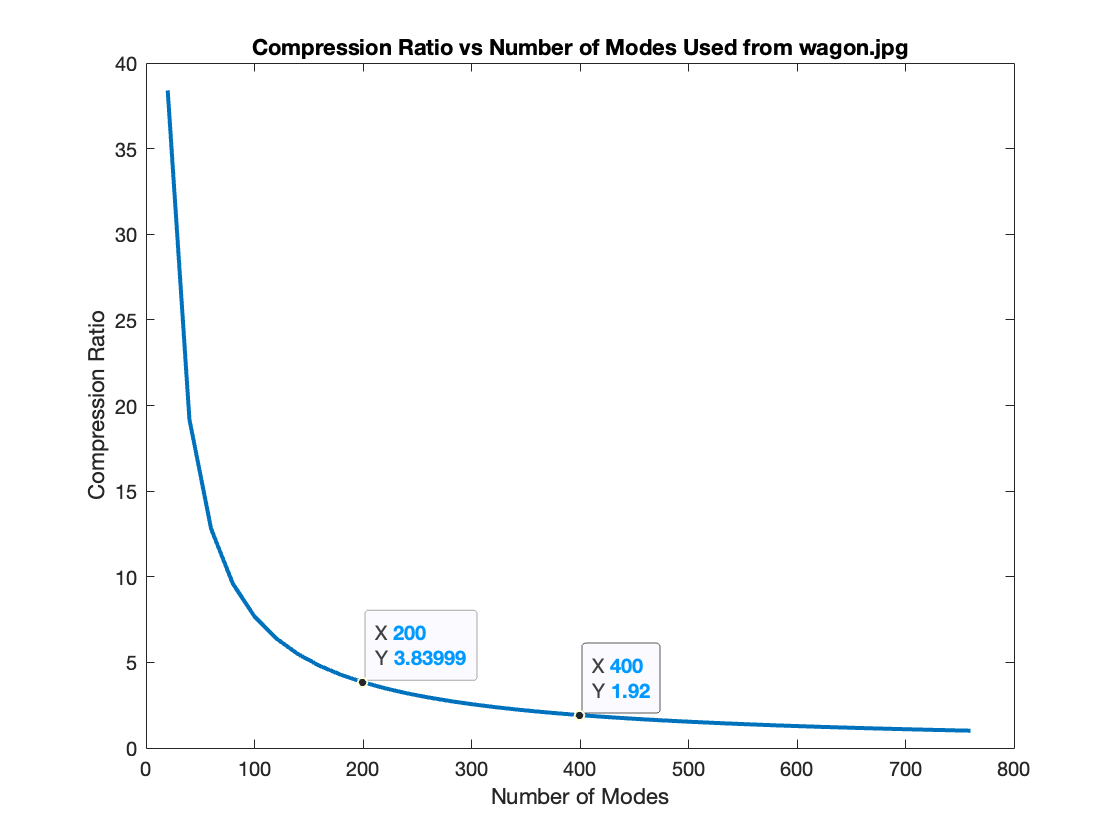 Compression Ratio vs Number of Modes Used from wagon.jpg
40
35
30
25
20
15
10
5
0
Compression Ratio
X 200
Y 3.83999
X 400
Y 1.92
0 100 200 300 400 500 600 700 800
Number of Modes